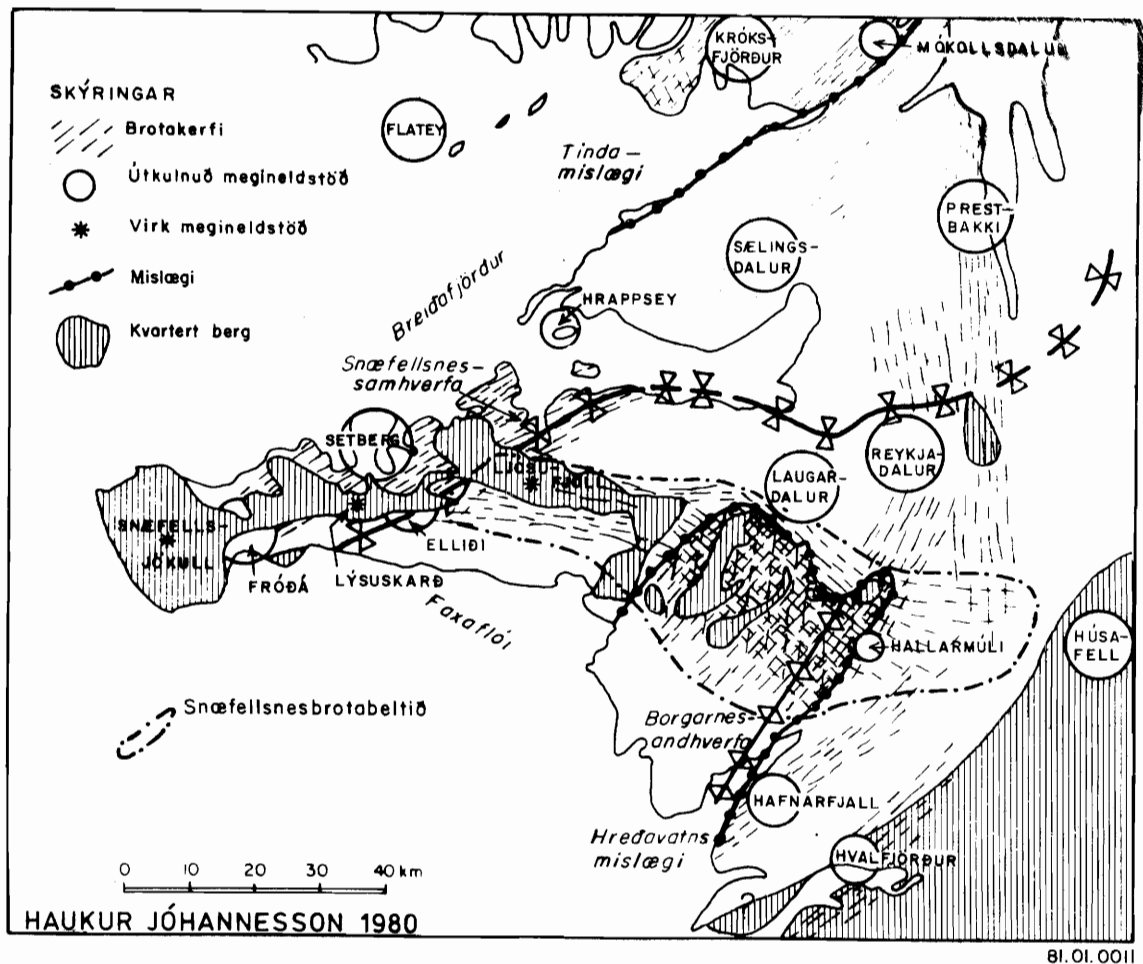 SKÝRINGAR
Brotakerfi
Útkulnuð megineldstöð
Virk megineldstöð
Mislægi
Kvartert berg
KRÓKS-
FJÖRÐUR
MÓKOLLSDALUR
FLATEY
Tinda-
mislægi
PREST-
BAKKI
SÆLINGS-
DALUR
Breiðafjörður
HRAPPSEY
Snæfellsnes-
samhverfa
SETBERG
LJÓSU-
FJÖLL
REYKJA-
DALUR
LAUGAR-
DALUR
SNÆFELLS-
JÖKULL
ELLIÐI
FRÓÐÁ
LÝSUSKARÐ
Faxaflói
HÚSA-
FELL
HALLARMÚLI
Snæfellsnesbrotabeltið
Borgarnes-
andhverfa
HAFNARFJALL
Hreðavatns
mislægi
HVALFJÖRÐUR
?
0 10 20 30 40 km
HAUKUR JÓHANNESSON 1980
81.01.0011